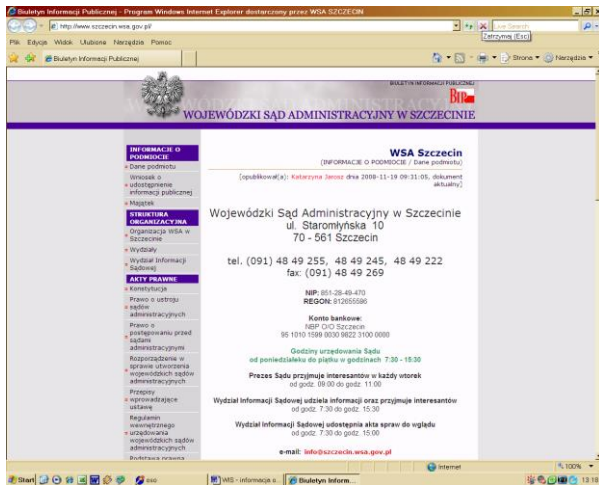 Biuletyn Informacji Publicznej - Program Windows Internet Explorer dostarczony przez WSA SZCZECIN
http://www.szczecin.wsa.gov.pl/
Live Search
Zatrzymaj (Esc)
Plik Edycja Widok Ulubione Narzędzia Pomoc
Biuletyn Informacji Publicznej
Strona Narzędzia
BIULETYN INFORMACJI PUBLICZNEJ
BIP
WOJEWÓDZKI SĄD ADMINISTRACYJNY W SZCZECINIE
INFORMACJE O
PODMIOCIE
Dane podmiotu
Wniosek o
udostępnienie
informacji publicznej
Majątek
STRUKTURA
ORGANIZACYJNA
Organizacja WSA w
Szczecinie
Wydziały
Wydział Informacji
Sądowej
AKTY PRAWNE
Konstytucja
Prawo o ustroju
sądów
administracyjnych
Prawo o
postępowaniu przed
sądami
administracyjnymi
Rozporządzenie w
sprawie utworzenia
wojewódzkich sądów
administracyjnych
Przepisy
wprowadzające
ustawę
Regulamin
wewnętrznego
urzędowania
wojewódzkich sądów
administracyjnych
Podstawa prawna
WSA Szczecin
(INFORMACJE O PODMIOCIE / Dane podmiotu)
[opublikował(a): Katarzyna Jarosz dnia 2008-11-19 09:31:05, dokument
aktualny]
Wojewódzki Sąd Administracyjny w Szczecinie
ul. Staromłyńska 10
70 - 561 Szczecin
tel. (091) 48 49 255, 48 49 245, 48 49 222
fax: (091) 48 49 269
NIP: 851-28-49-470
REGON: 812655586
Konto bankowe:
NBP O/O Szczecin
95 1010 1599 0030 9822 3100 0000
Godziny urzędowania Sądu
od poniedziałeku do piątku w godzinach 7:30 - 15:30
Prezes Sądu przyjmuje interesantów w każdy wtorek
od godz. 09:00 do godz. 11:00
Wydział Informacji Sądowej udziela informacji oraz przyjmuje interesantów
od godz. 7:30 do godz. 15:30
Wydział Informacji Sądowej udostępnia akta spraw do wglądu
od godz. 7:30 do godz. 15:00
e-mail: info@szczecin.wsa.gov.pl
Internet
100%
Start
WIS - informacja o...
Biuletyn Inform...
13:18